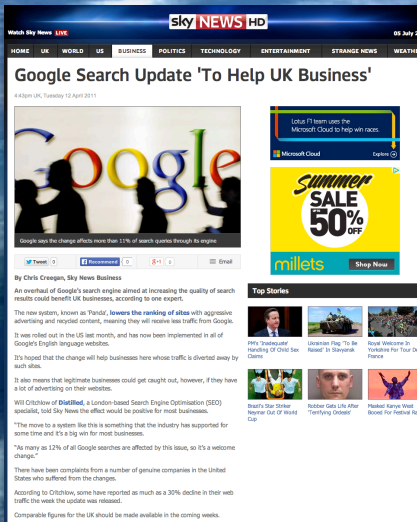 Watch Sky News LIVE
sky NEWS HD
05 July
HOME UK WORLD US BUSINESS POLITICS TECHNOLOGY ENTERTAINMENT STRANGE NEWS
Google Search Update 'To Help UK Business'
4:43pm UK, Tuesday 12 April 2011
Google
Google says the change affects more than 11% of search queries through its engine
Tweet 0 Recommend 0 +1 0 Email
By Chris Creegan, Sky News Business
An overhaul of Google's search engine aimed at increasing the quality of search
results could benefit UK businesses, according to one expert.
The new system, known as 'Panda', lowers the ranking of sites with aggressive
advertising and recycled content, meaning they will receive less traffic from Google.
It was rolled out in the US last month, and has now been implemented in all of
Google's English language websites.
It's hoped that the change will help businesses here whose traffic is diverted away by
such sites.
It also means that legitimate businesses could get caught out, however, if they have
a lot of advertising on their websites.
Will Critchlow of Distilled, a London-based Search Engine Optimisation (SEO)
specialist, told Sky News the effect would be positive for most businesses.
"The move to a system like this is something that the industry has supported for
some time and it's a big win for most businesses.
"As many as 12% of all Google searches are affected by this issue, so it's a welcome
change."
There have been complaints from a number of genuine companies in the United
States who suffered from the changes.
According to Critchlow, some have reported as much as a 30% decline in their web
traffic the week the update was released.
Comparable figures for the UK should be made available in the coming weeks.
Lotus F1 team uses the
Microsoft Cloud to help win races.
Microsoft Cloud Explore
Summer
SALE
UP TO
50%
OFF
millets Shop Now
Top Stories
PM's 'Inadequate'
Handling Of Child Sex
Claims
Ukrainian Flag 'To Be
Raised' In Slavyansk
Royal Welcome In
Yorkshire For Tour De
France
Brazil's Star Striker
Neymar Out Of World
Cup
Robber Gets Life After
'Terrifying Ordeals'
Masked Kanye West
Booed For Festival